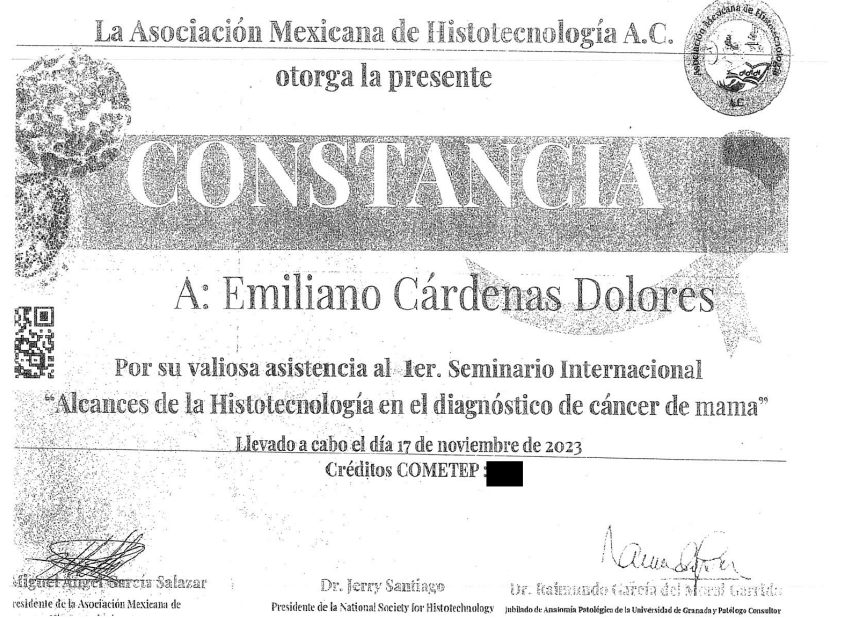 La Asociación Mexicana de Histotecnología A.C.
otorga la presente
Asociación Mexicana de Histotecnología
A.C.
CONSTANCIA
A: Emiliano Cárdenas Dolores
Por su valiosa asistencia al 1er. Seminario Internacional
“Alcances de la Histotecnología en el diagnóstico de cáncer de mama”
Llevado a cabo el día 17 de noviembre de 2023
Créditos COMETEP :
Miguel Angel García Salazar
residente de la Asociación Mexicana de
Dr. Jerry Santiago
Presidente de la National Society for Histotechnology
Dr. Raimundo García del Moral Garrido
Jubilado de Anatomía Patológica de la Universidad de Granada y Patólogo Consultor